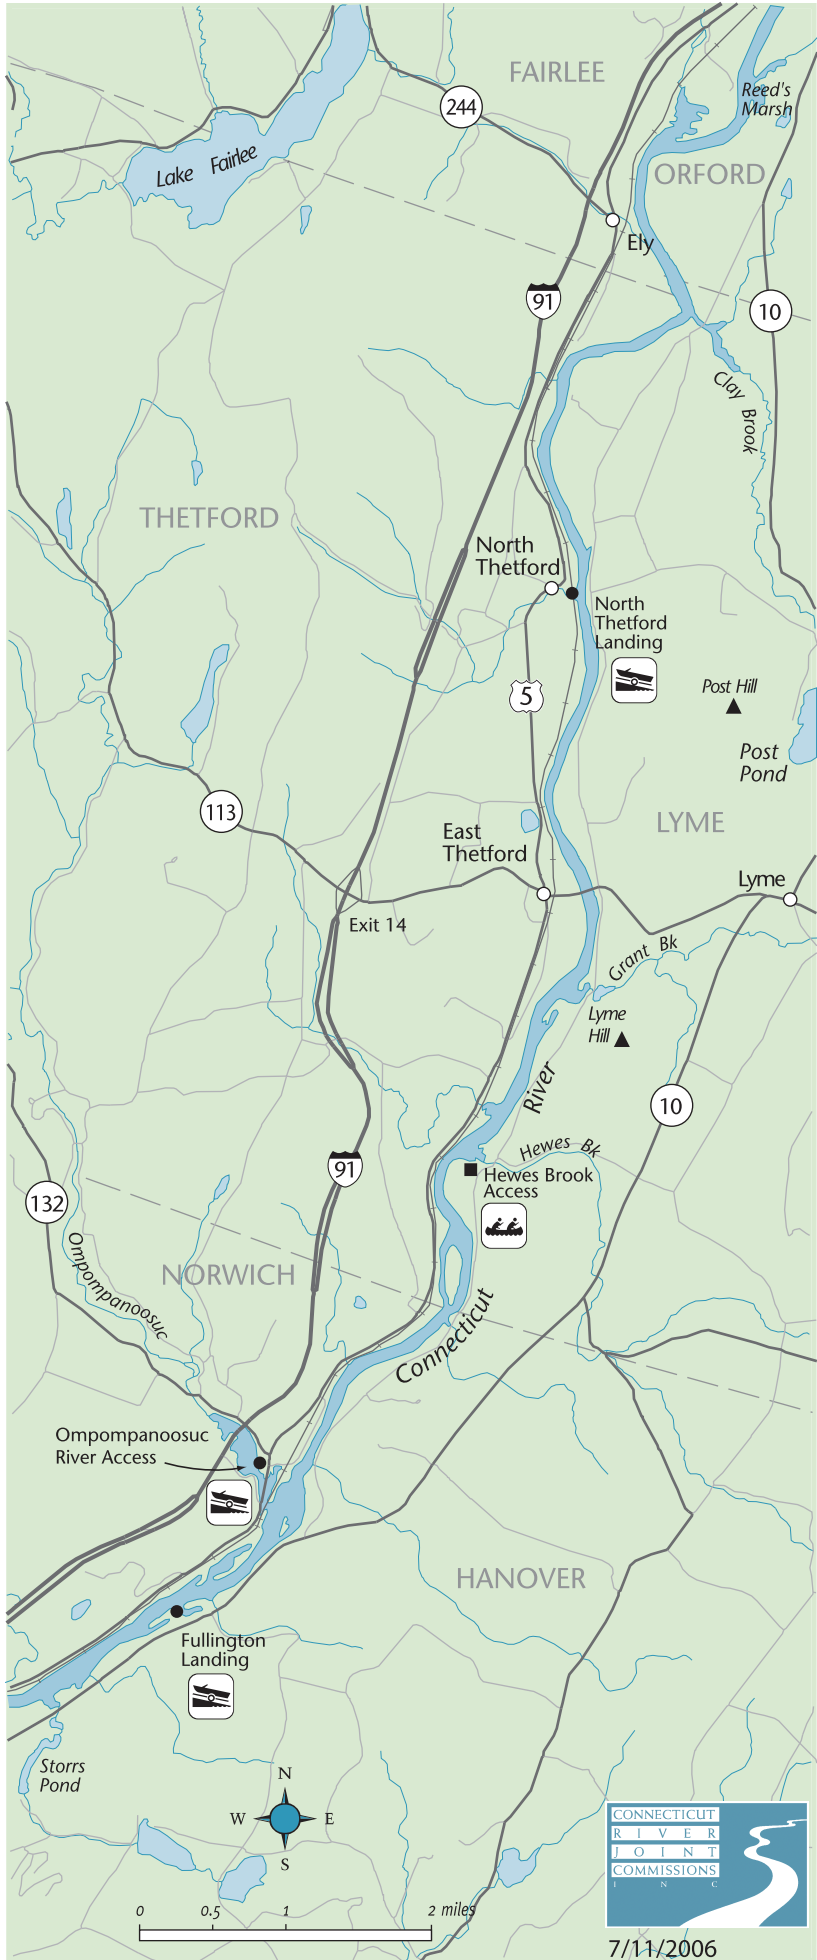 FAIRLEE
244
Reed's
Marsh
Lake Fairlee
ORFORD
Ely
91
10
Clay Brook
THETFORD
North
Thetford
North
Thetford
Landing
5
Post Hill
Post
Pond
113
LYME
East
Thetford
Lyme
Exit 14
Grant Bk
Lyme
Hill
River
10
Hewes Bk
91
Hewes Brook
Access
132
Ompompanoosuc
NORWICH
Connecticut
Ompompanoosuc
River Access
HANOVER
Fullington
Landing
Storrs
Pond
N
W E
S
0 0.5 1 2 miles
CONNECTICUT
RIVER
JOINT
COMMISSIONS
INC
7/11/2006